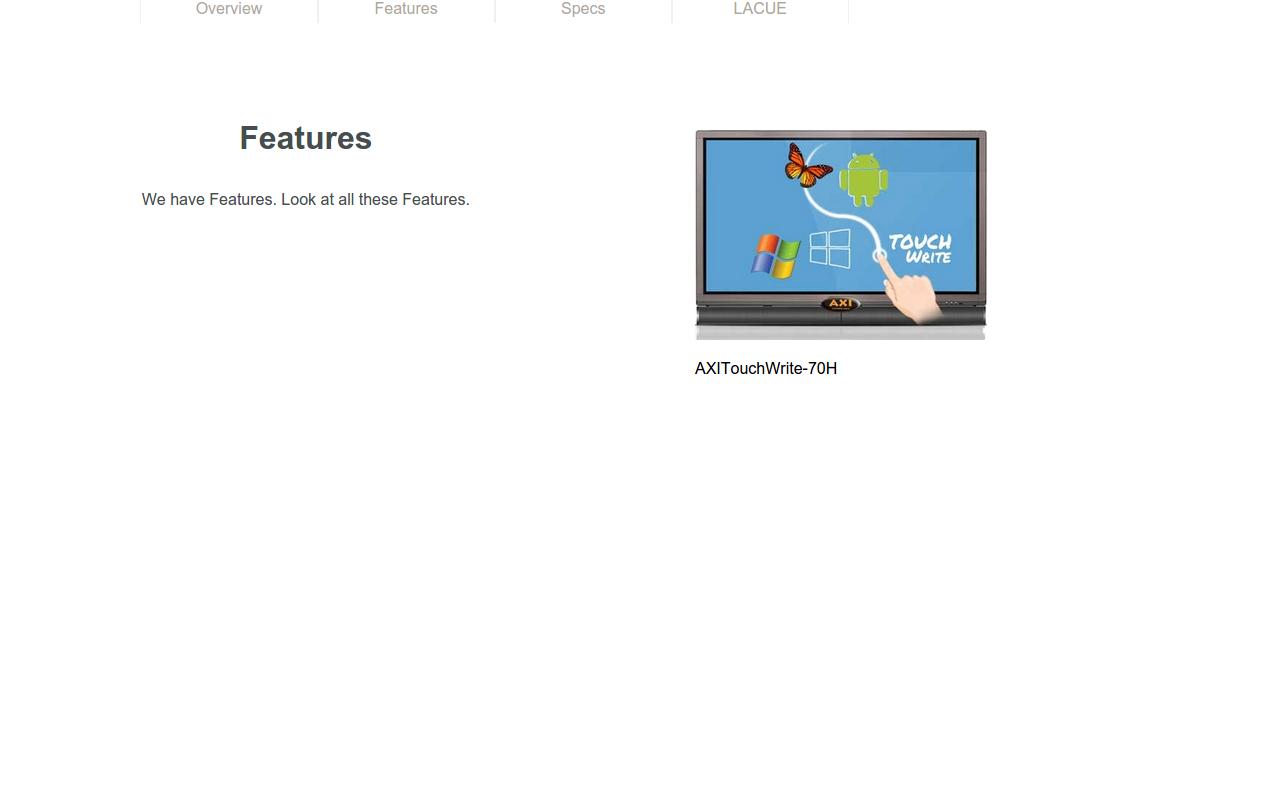 Overview
Features
Specs
LACUE
Features
We have Features. Look at all these Features.
TOUCH
WRITE
AXI
AXITouchWrite-70H